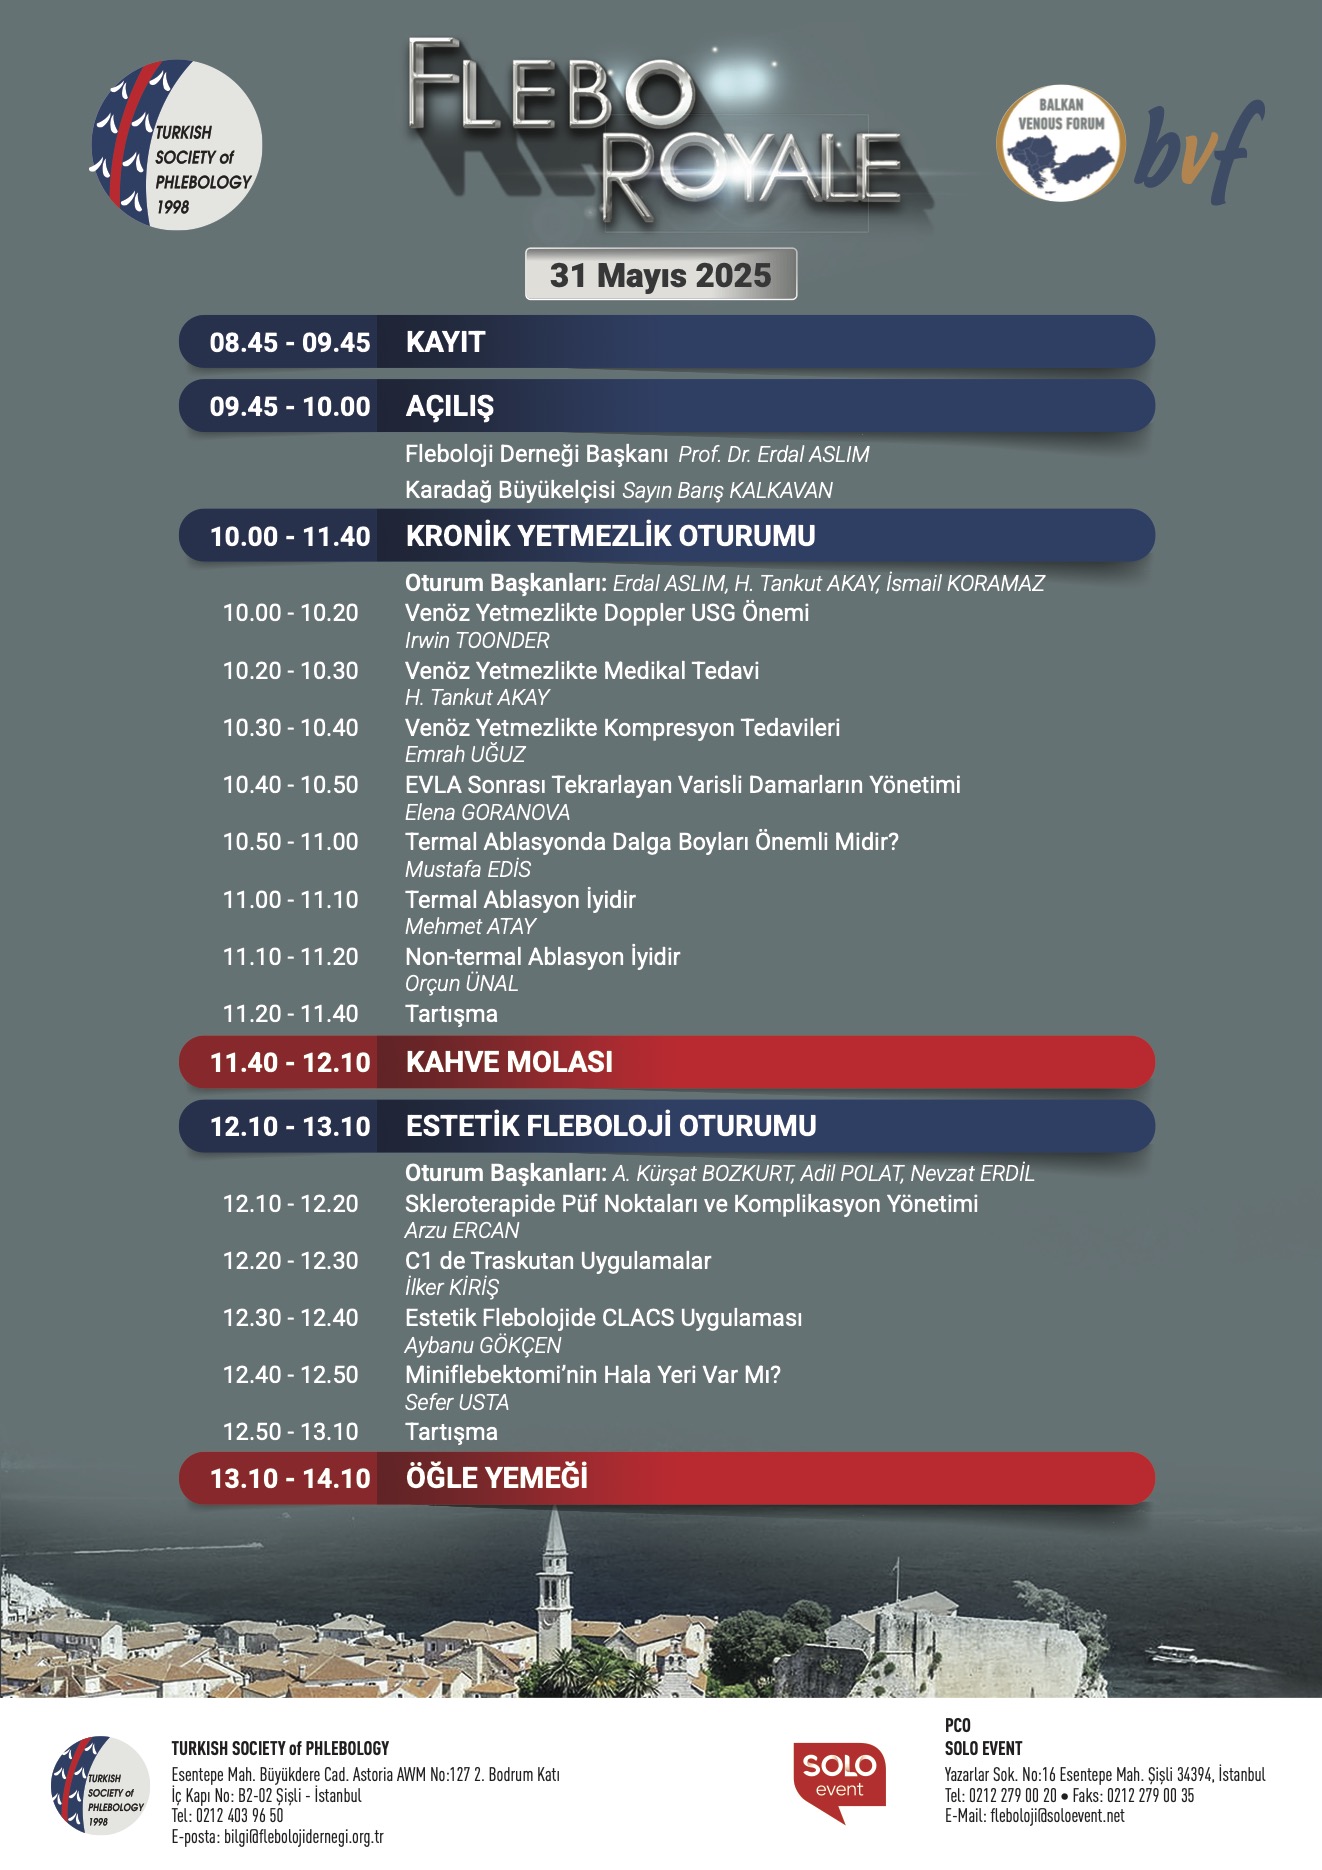 TURKISH
SOCIETY of
PHLEBOLOGY
1998
FLEBO
ROYALE
BALKAN
VENOUS FORUM
bvf
31 Mayıs 2025
08.45 - 09.45 KAYIT
09.45 - 10.00 AÇILIŞ
Fleboloji Derneği Başkanı Prof. Dr. Erdal ASLIM
Karadağ Büyükelçisi Sayın Barış KALKAVAN
10.00 - 11.40 KRONİK YETMEZLİK OTURUMU
Oturum Başkanları: Erdal ASLIM, H. Tankut AKAY, İsmail KORAMAZ
10.00 - 10.20 Venöz Yetmezlikte Doppler USG Önemi
Irwin TOONDER
10.20 - 10.30 Venöz Yetmezlikte Medikal Tedavi
H. Tankut AKAY
10.30 - 10.40 Venöz Yetmezlikte Kompresyon Tedavileri
Emrah UĞUZ
10.40 - 10.50 EVLA Sonrası Tekrarlayan Varisli Damarların Yönetimi
Elena GORANOVA
10.50 - 11.00 Termal Ablasyonda Dalga Boyları Önemli Midir?
Mustafa EDİS
11.00 - 11.10 Termal Ablasyon İyidir
Mehmet ATAY
11.10 - 11.20 Non-termal Ablasyon İyidir
Orçun ÜNAL
11.20 - 11.40 Tartışma
11.40 - 12.10 KAHVE MOLASI
12.10 - 13.10 ESTETİK FLEBOLOJİ OTURUMU
Oturum Başkanları: A. Kürşat BOZKURT, Adil POLAT, Nevzat ERDİL
12.10 - 12.20 Skleroterapide Püf Noktaları ve Komplikasyon Yönetimi
Arzu ERCAN
12.20 - 12.30 C1 de Traskutan Uygulamalar
İlker KİRİŞ
12.30 - 12.40 Estetik Flebolojide CLACS Uygulaması
Aybanu GÖKÇEN
12.40 - 12.50 Miniflebektomi’nin Hala Yeri Var Mı?
Sefer USTA
12.50 - 13.10 Tartışma
13.10 - 14.10 ÖĞLE YEMEĞİ
TURKISH
SOCIETY of
PHLEBOLOGY
1998
TURKISH SOCIETY of PHLEBOLOGY
Esentepe Mah. Büyükdere Cad. Astoria AWM No:127 2. Bodrum Katı
İç Kapı No: B2-02 Şişli - İstanbul
Tel: 0212 403 96 50
E-posta: bilgi@flebolojidernegi.org.tr
SOLO
event
PCO
SOLO EVENT
Yazarlar Sok. No:16 Esentepe Mah. Şişli 34394, İstanbul
Tel: 0212 279 00 20 • Faks: 0212 279 00 35
E-Mail: fleboloji@soloevent.net